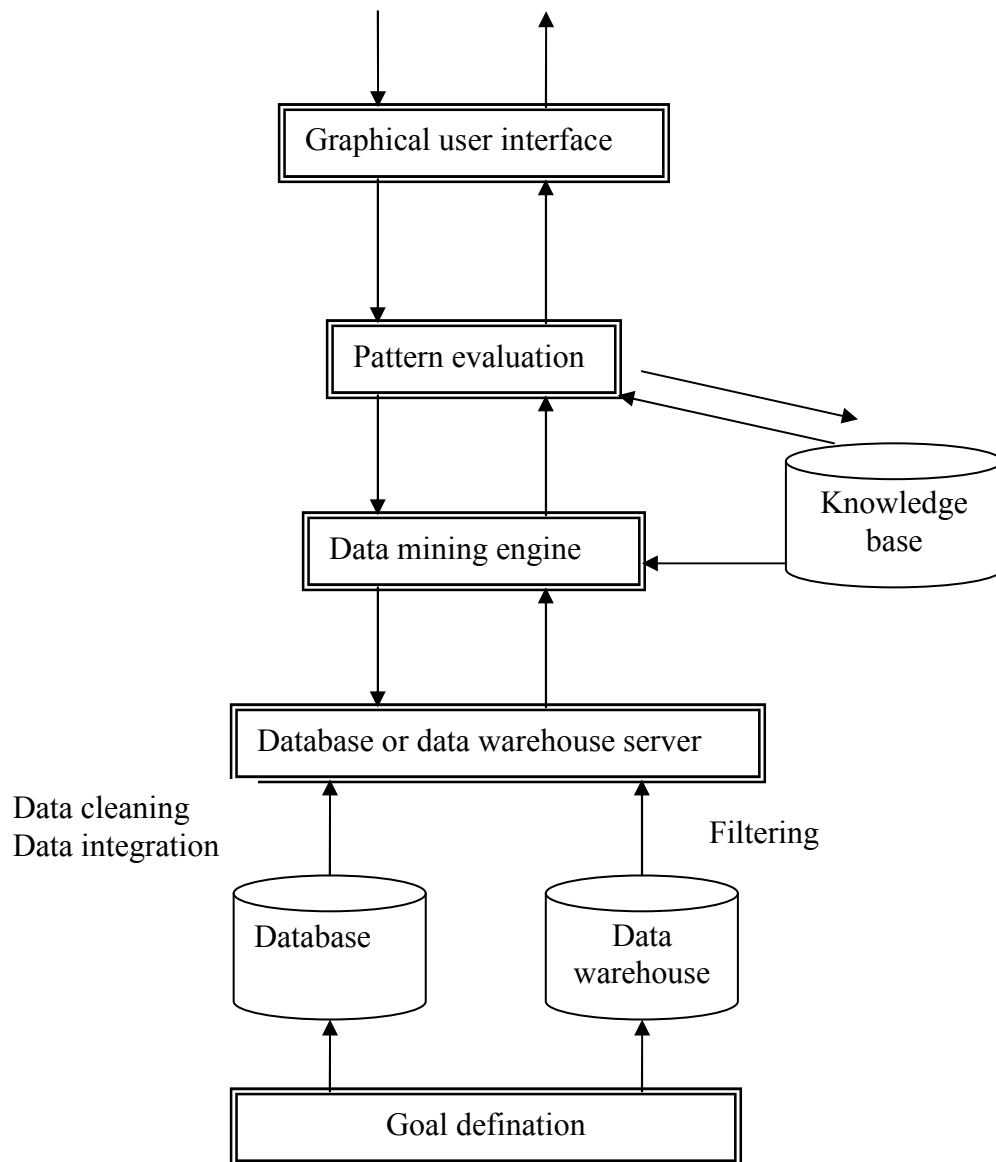 Graphical user interface
Pattern evaluation
Knowledge
base
Data mining engine
Database or data warehouse server
Data cleaning
Data integration
Filtering
Database
Data
warehouse
Goal defination